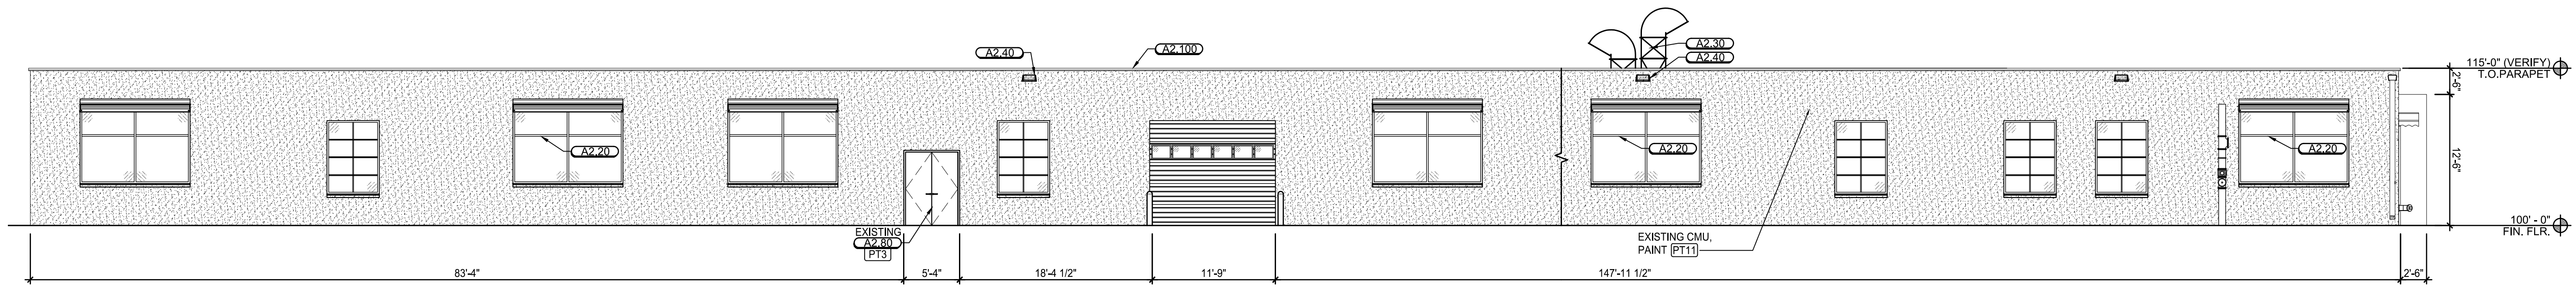 A2.40
A2.100
A2.30
A2.40
115'-0" (VERIFY)
T.O.PARAPET
2'-6"
A2.20
A2.20
A2.20
12'-6"
EXISTING
A2.80
PT3
EXISTING CMU,
PAINT PT11
100' - 0"
FIN. FLR.
83'-4"
5'-4"
18'-4 1/2"
11'-9"
147'-11 1/2"
2'-6"